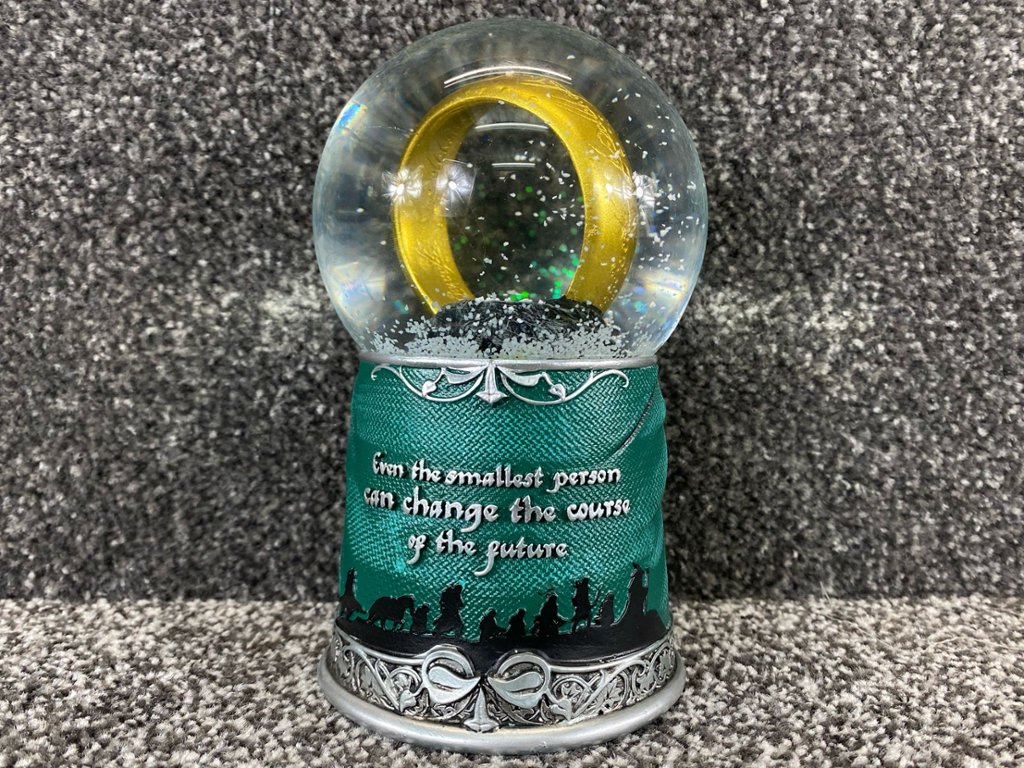 Even the smallest person
can change the course
of the future